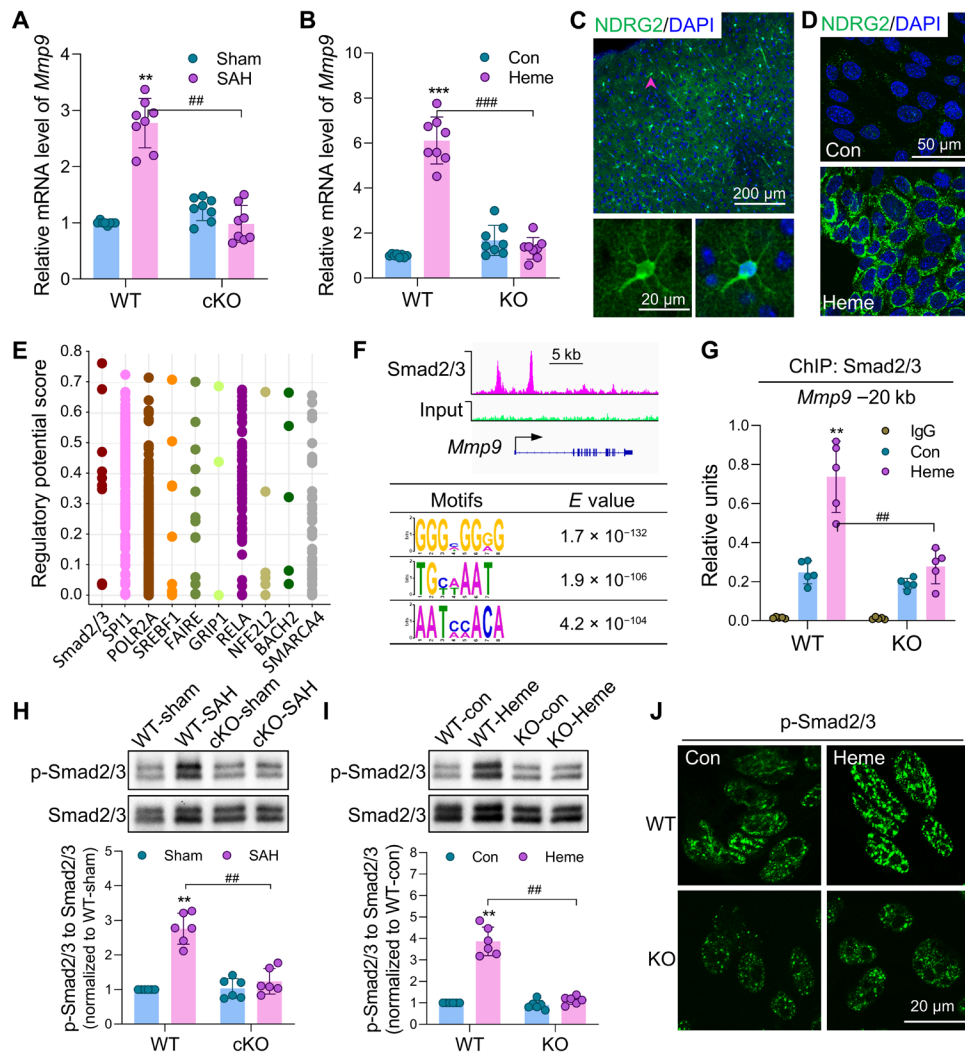 A
Relative mRNA level of Mmp9
Sham
SAH
**
##
4
3
2
1
0
WT
cKO
B
Relative mRNA level of Mmp9
Con
Heme
***
###
10
8
6
4
2
0
WT
KO
C
NDRG2/DAPI
200 µm
20 µm
D
NDRG2/DAPI
Con
50 µm
Heme
E
Regulatory potential score
0.8
0.7
0.6
0.5
0.4
0.3
0.2
0.1
0.0
Smad2/3
SPI1
POLR2A
SREBF1
FAIRE
GRIP1
RELA
NFE2L2
BACH2
SMARCA4
F
5 kb
Smad2/3
Input
Mmp9
Motifs E value
1.7 × 10−132
1.9 × 10−106
4.2 × 10−104
G
ChIP: Smad2/3
Mmp9 −20 kb
IgG
Con
Heme
**
##
Relative units
1.0
0.8
0.6
0.4
0.2
0.0
WT
KO
H
WT-sham
WT-SAH
cKO-sham
cKO-SAH
p-Smad2/3
Smad2/3
Sham
SAH
**
##
p-Smad2/3 to Smad2/3
(normalized to WT-sham)
5
4
3
2
1
0
WT
cKO
I
WT-con
WT-Heme
KO-con
KO-Heme
p-Smad2/3
Smad2/3
Con
Heme
**
##
p-Smad2/3 to Smad2/3
(normalized to WT-con)
8
7
6
5
4
3
2
1
0
WT
KO
J
p-Smad2/3
Con
Heme
WT
KO
20 µm